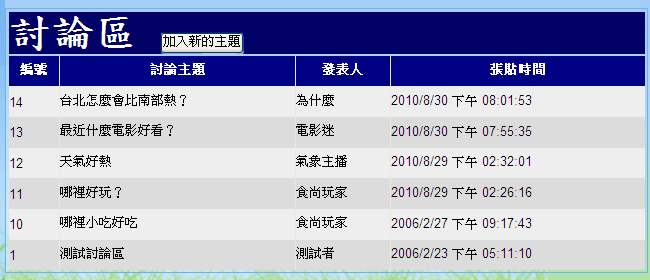 討論區 加入新的主題
編號 討論主題 發表人 張貼時間
14 台北怎麼會比南部熱? 為什麼 2010/8/30 下午 08:01:53
13 最近什麼電影好看? 電影迷 2010/8/30 下午 07:55:35
12 天氣好熱 氣象主播 2010/8/29 下午 02:32:01
11 哪裡好玩? 食尚玩家 2010/8/29 下午 02:26:16
10 哪裡小吃好吃 食尚玩家 2006/2/27 下午 09:17:43
1 測試討論區 測試者 2006/2/23 下午 05:11:10